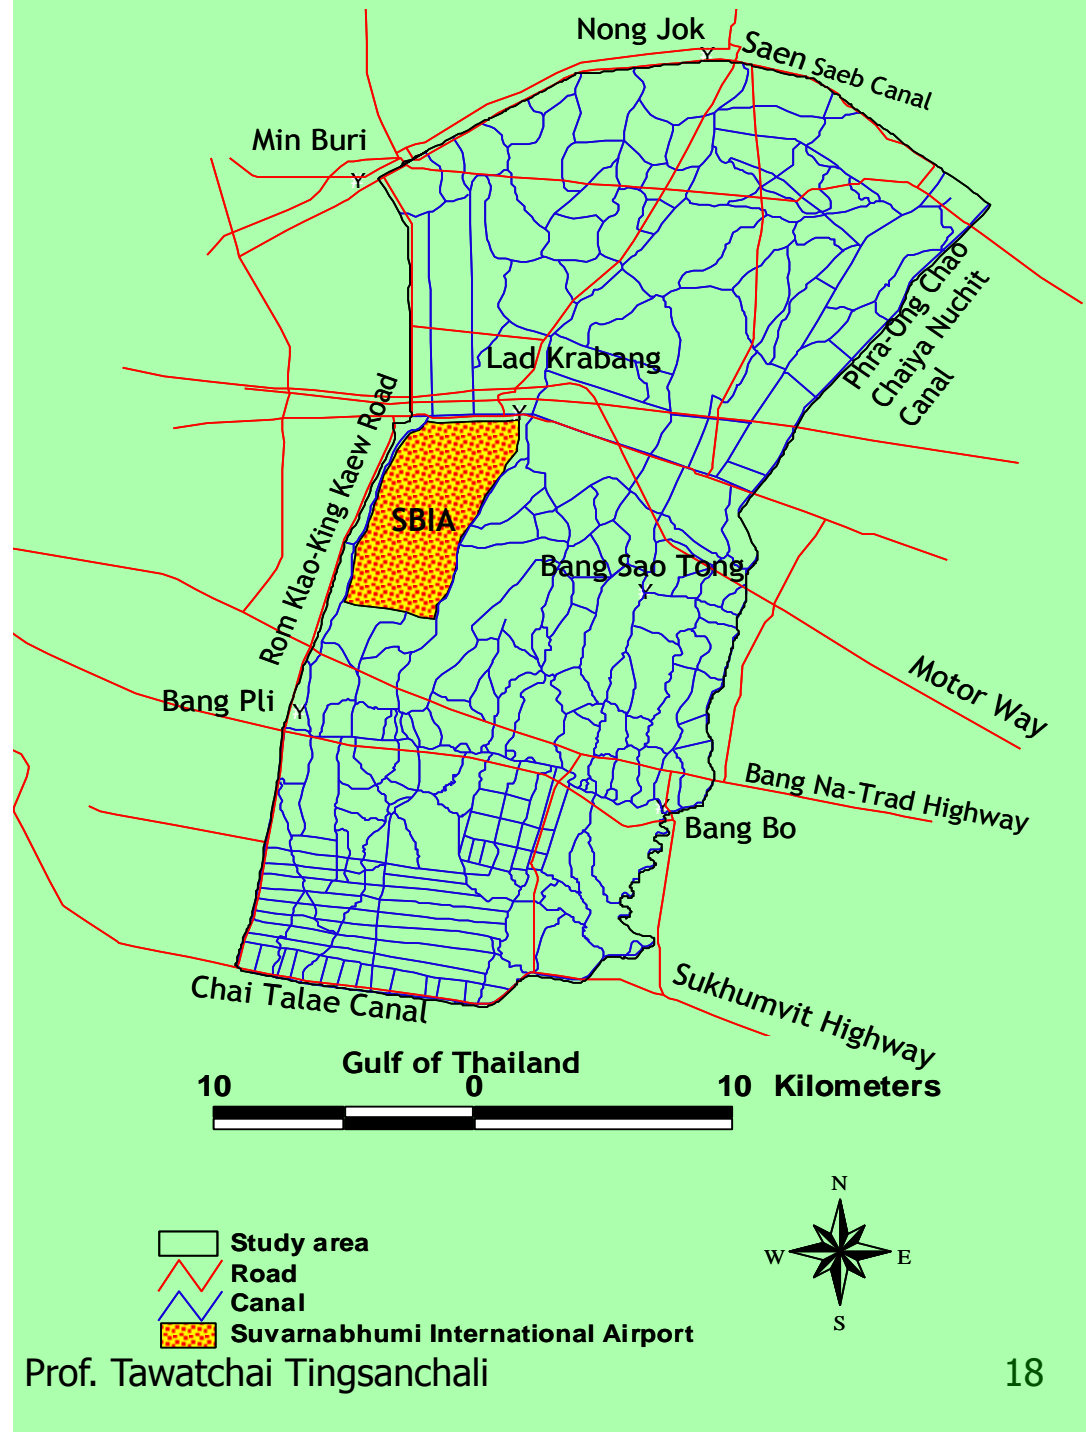 Nong Jok
Saen Saeb Canal
Min Buri
Phra-Ong Chao
Chaiya Nuchit
Canal
Lad Krabang
Rom Klao-King Kaew Road
SBIA
Bang Sao Tong
Motor Way
Bang Pli
Bang Na-Trad Highway
Bang Bo
Sukhumvit Highway
Chai Talae Canal
Gulf of Thailand
10 0 10 Kilometers
N
W E
S
Study area
Road
Canal
Suvarnabhumi International Airport
Prof. Tawatchai Tingsanchali 18